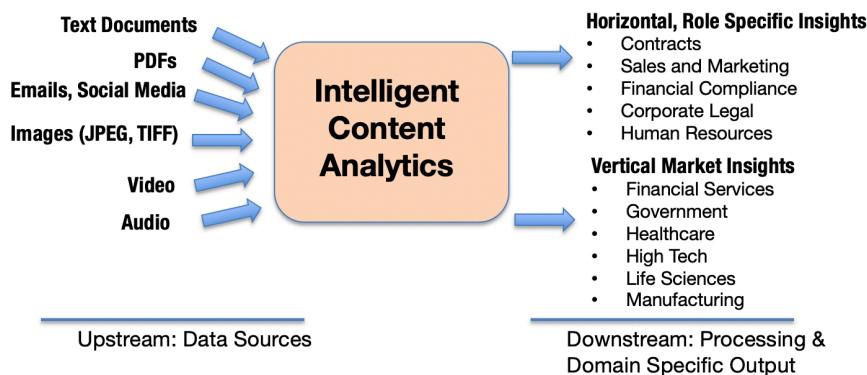 Text Documents
PDFs
Emails, Social Media
Images (JPEG, TIFF)
Video
Audio
Intelligent
Content
Analytics
Horizontal, Role Specific Insights
• Contracts
• Sales and Marketing
• Financial Compliance
• Corporate Legal
• Human Resources
Vertical Market Insights
• Financial Services
• Government
• Healthcare
• High Tech
• Life Sciences
• Manufacturing
Upstream: Data Sources
Downstream: Processing &
Domain Specific Output